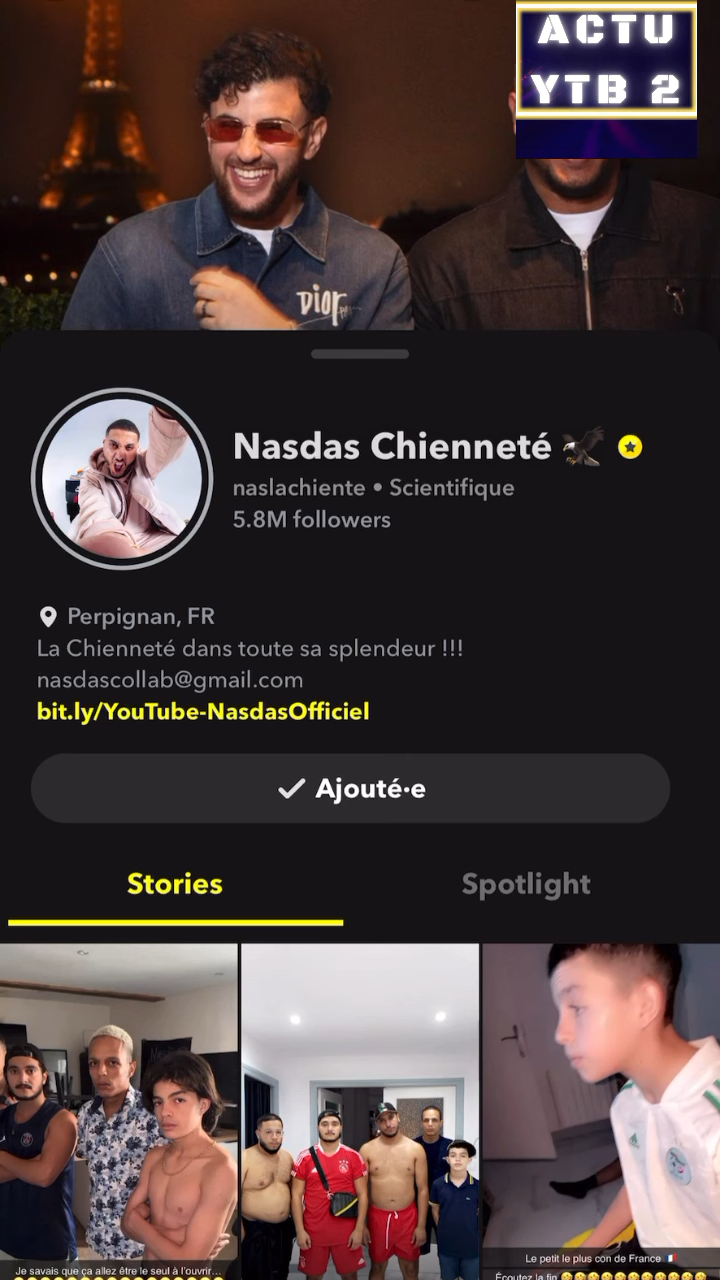 ACTU
YTB 2
DIOR
Nasdas Chienneté
naslachiente • Scientifique
5.8M followers
Perpignan, FR
La Chienneté dans toute sa splendeur !!!
nasdascollab@gmail.com
bit.ly/YouTube-NasdasOfficiel
Ajouté·e
Stories
Spotlight
Je savais que ça allez être le seul à l'ouvrir...
Le petit le plus con de France
Écoutez la fin